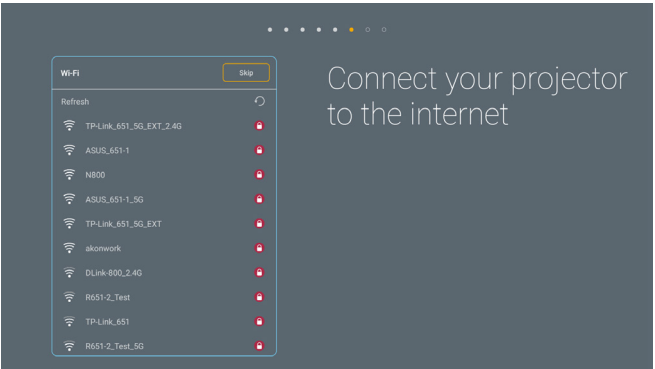 Wi-Fi
Skip
Refresh
TP-Link_651_5G_EXT_2.4G
ASUS_651-1
N800
ASUS_651-1_5G
TP-Link_651_5G_EXT
akonwork
DLink-800_2.4G
R651-2_Test
TP-Link_651
R651-2_Test_5G
Connect your projector
to the internet